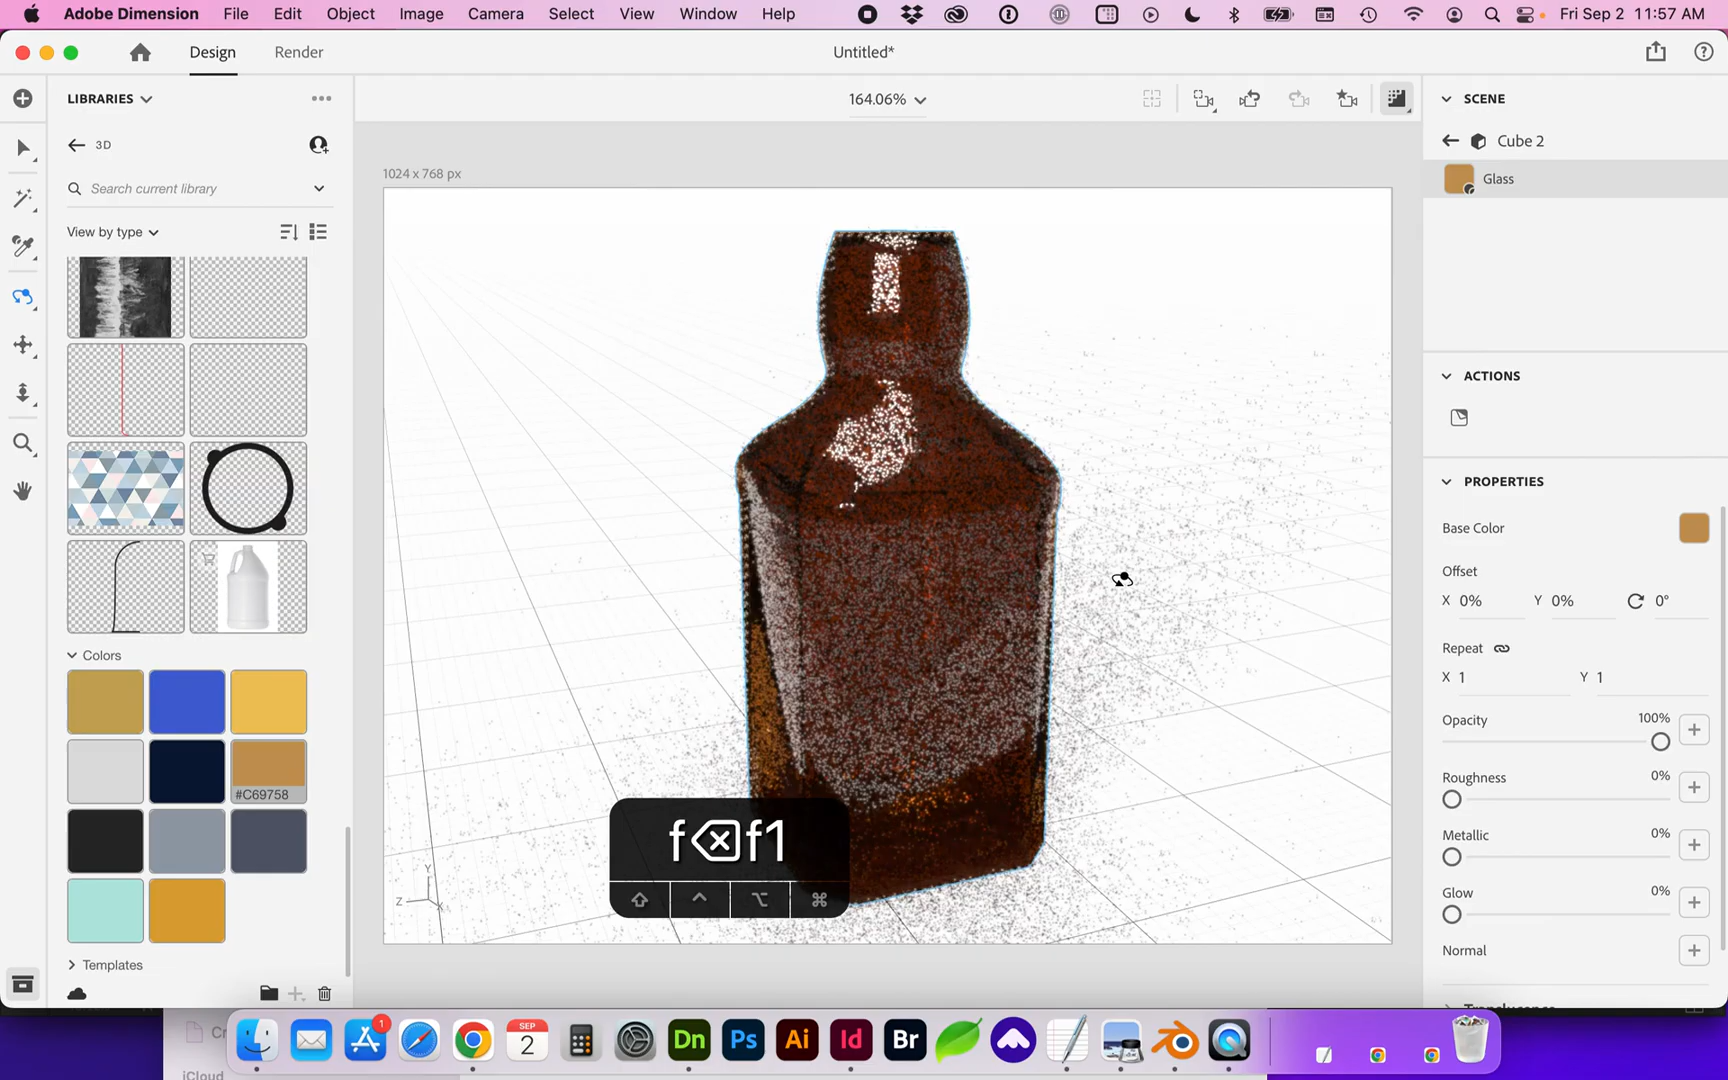 Adobe Dimension File Edit Object Image Camera Select View Window Help Fri Sep 2 11:57 AM
Design Render Untitled*
LIBRARIES
3D
Search current library
View by type
#C69758
Colors
Templates
164.06%
1024 x 768 px
Y
Z
X
f⌫f1
⇧ ^ ⌥ ⌘
SCENE
Cube 2
Glass
ACTIONS
PROPERTIES
Base Color
Offset
X 0% Y 0% 0°
Repeat
X 1 Y 1
Opacity 100%
Roughness 0%
Metallic 0%
Glow 0%
Normal
1
SEP
2
Dn Ps Ai Id Br
iCloud